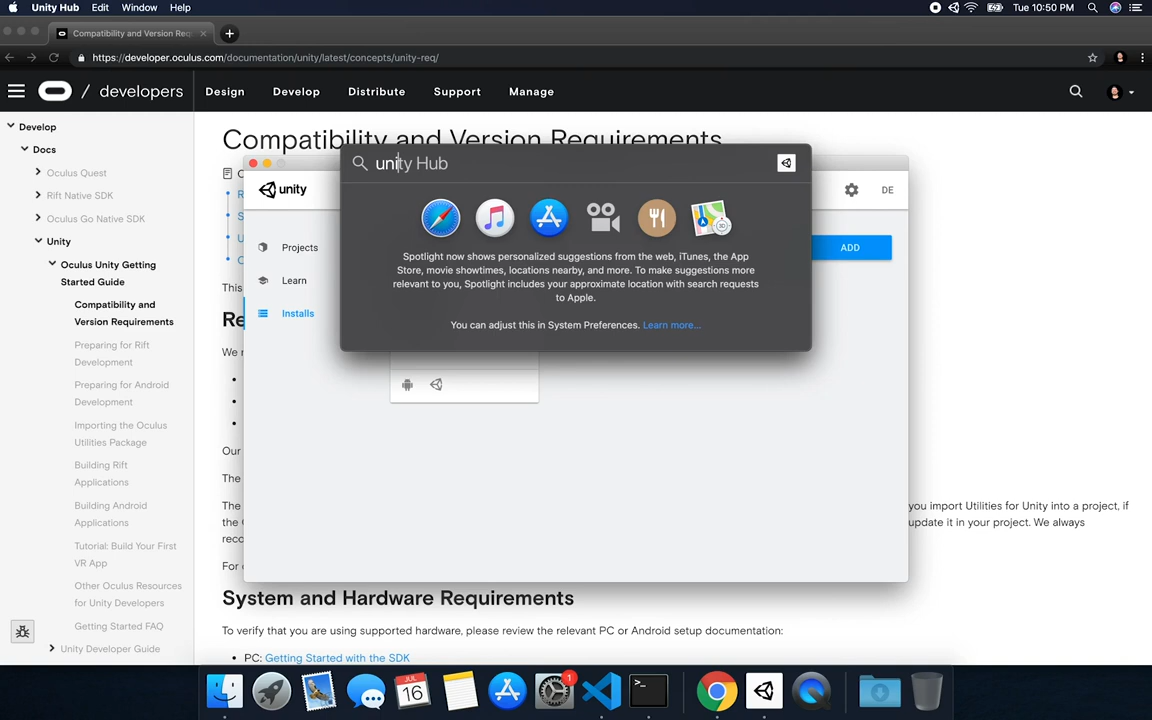 Unity Hub Edit Window Help
Tue 10:50 PM
Compatibility and Version Req
https://developer.oculus.com/documentation/unity/latest/concepts/unity-req/
/ developers Design Develop Distribute Support Manage
Develop
Docs
Oculus Quest
Rift Native SDK
Oculus Go Native SDK
Unity
Oculus Unity Getting
Started Guide
Compatibility and
Version Requirements
Preparing for Rift
Development
Preparing for Android
Development
Importing the Oculus
Utilities Package
Building Rift
Applications
Building Android
Applications
Tutorial: Build Your First
VR App
Other Oculus Resources
for Unity Developers
Getting Started FAQ
Unity Developer Guide
Compatibility and Version Requirements
unity Hub
Spotlight now shows personalized suggestions from the web, iTunes, the App
Store, movie showtimes, locations nearby, and more. To make suggestions more
relevant to you, Spotlight includes your approximate location with search requests
to Apple.
You can adjust this in System Preferences. Learn more...
3D
unity
DE
Projects
ADD
Learn
Installs
This
Re
We
Our
The
The
you import Utilities for Unity into a project, if
the
update it in your project. We always
reco
For
System and Hardware Requirements
To verify that you are using supported hardware, please review the relevant PC or Android setup documentation:
PC: Getting Started with the SDK
JUL
16
1